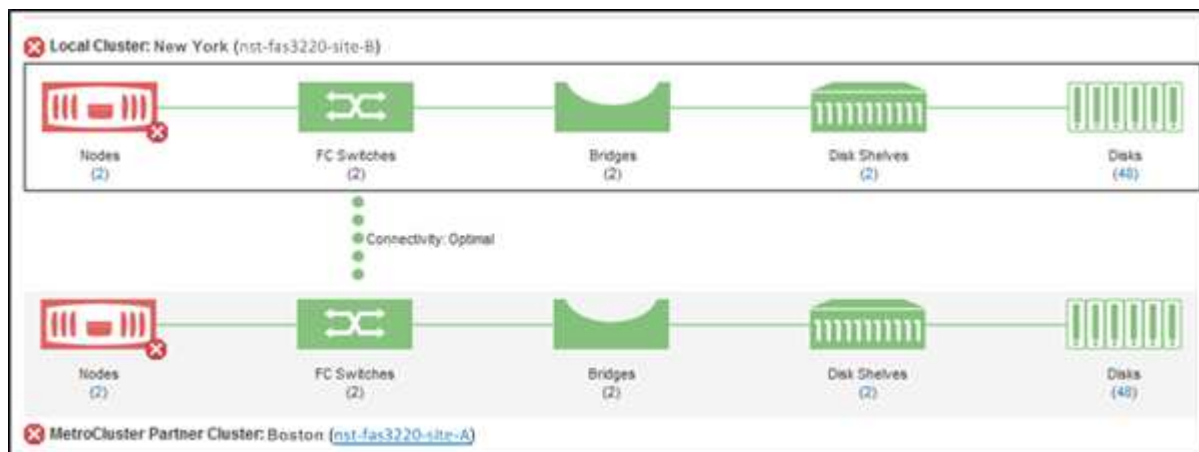 Local Cluster: New York (nst-fas3220-site-B)
Nodes FC Switches Bridges Disk Shelves Disks
(2) (2) (2) (2) (48)
Connectivity: Optimal
Nodes FC Switches Bridges Disk Shelves Disks
(2) (2) (2) (2) (48)
MetroCluster Partner Cluster: Boston (nst-fas3220-site-A)